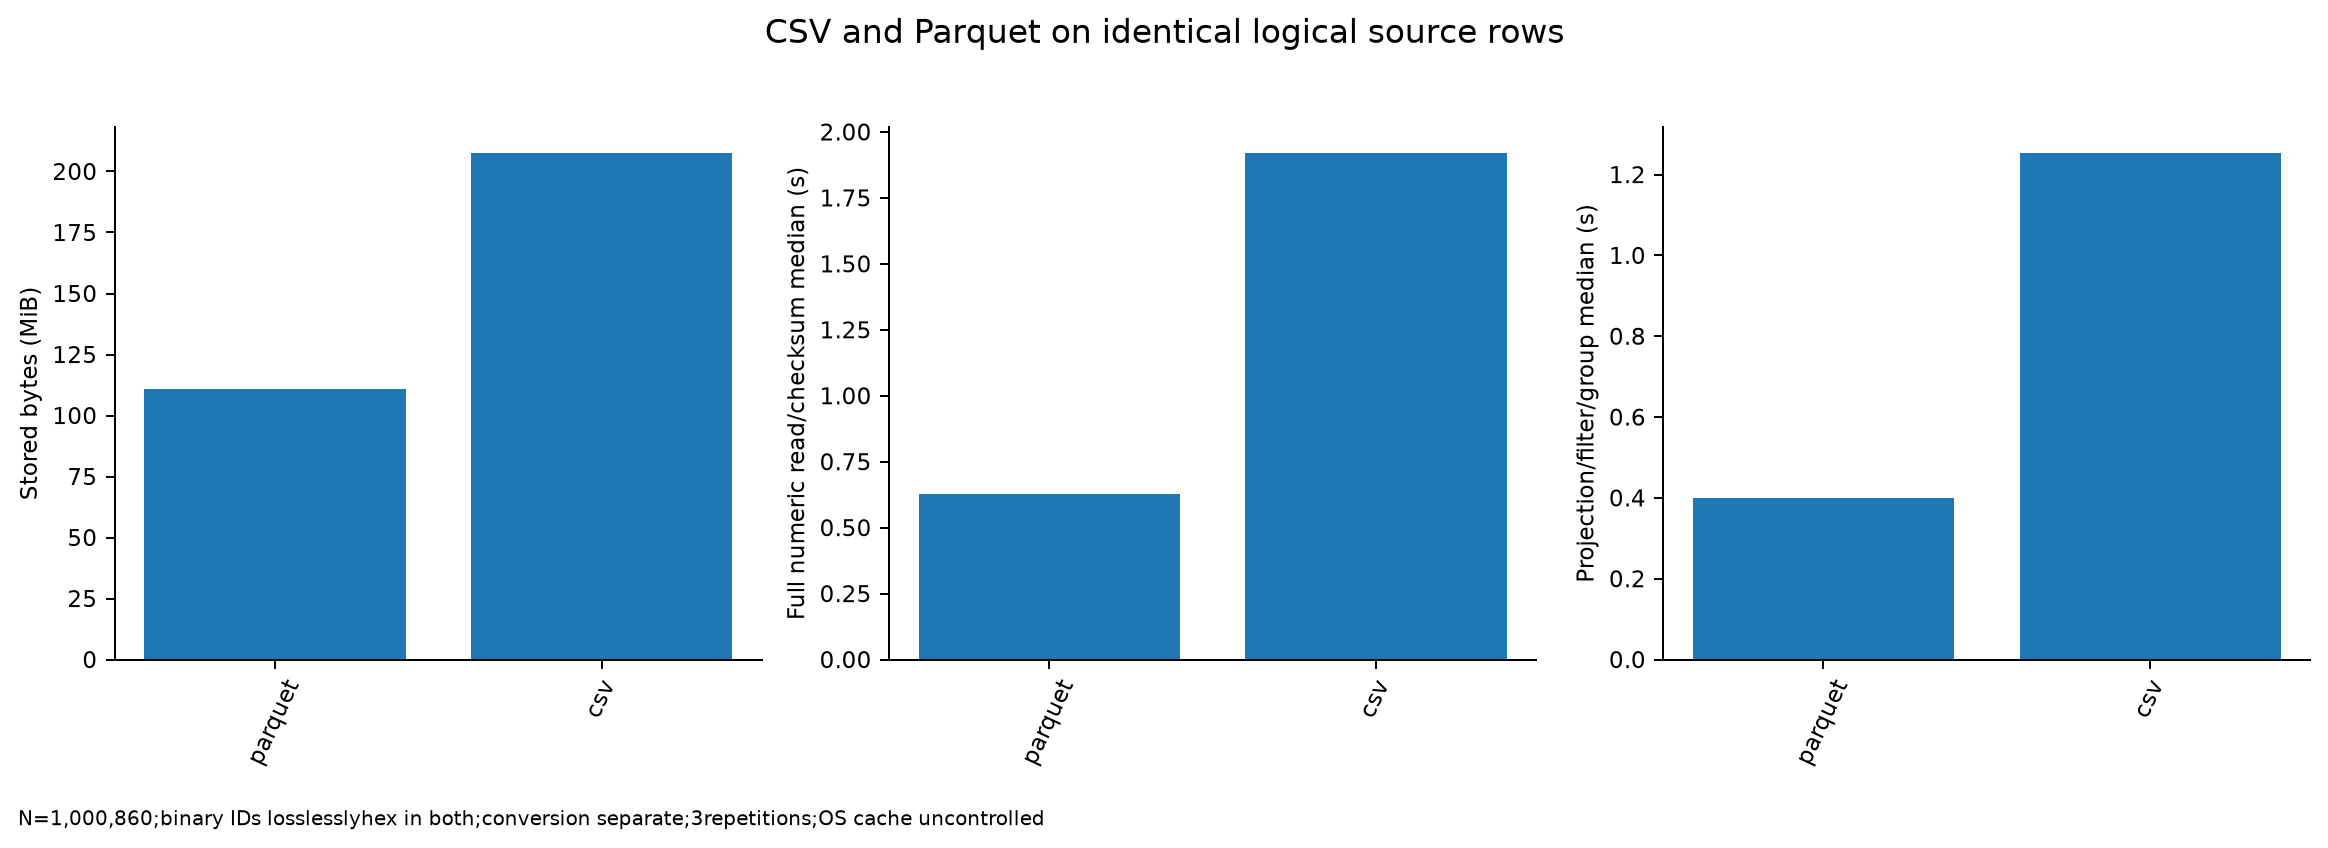 CSV and Parquet on identical logical source rows
Stored bytes (MiB)
200
175
150
125
100
75
50
25
0
parquet
csv
Full numeric read/checksum median (s)
2.00
1.75
1.50
1.25
1.00
0.75
0.50
0.25
0.00
parquet
csv
Projection/filter/group median (s)
1.2
1.0
0.8
0.6
0.4
0.2
0.0
parquet
csv
N=1,000,860;binary IDs losslesslyhex in both;conversion separate;3repetitions;OS cache uncontrolled